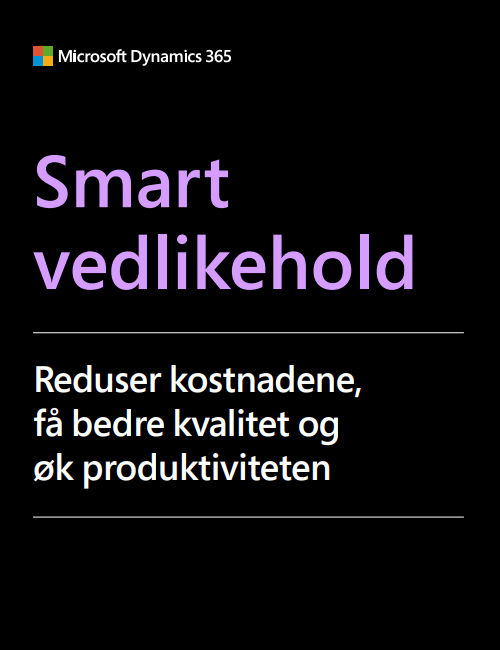 Microsoft Dynamics 365
Smart
vedlikehold
Reduser kostnadene,
få bedre kvalitet og
øk produktiviteten